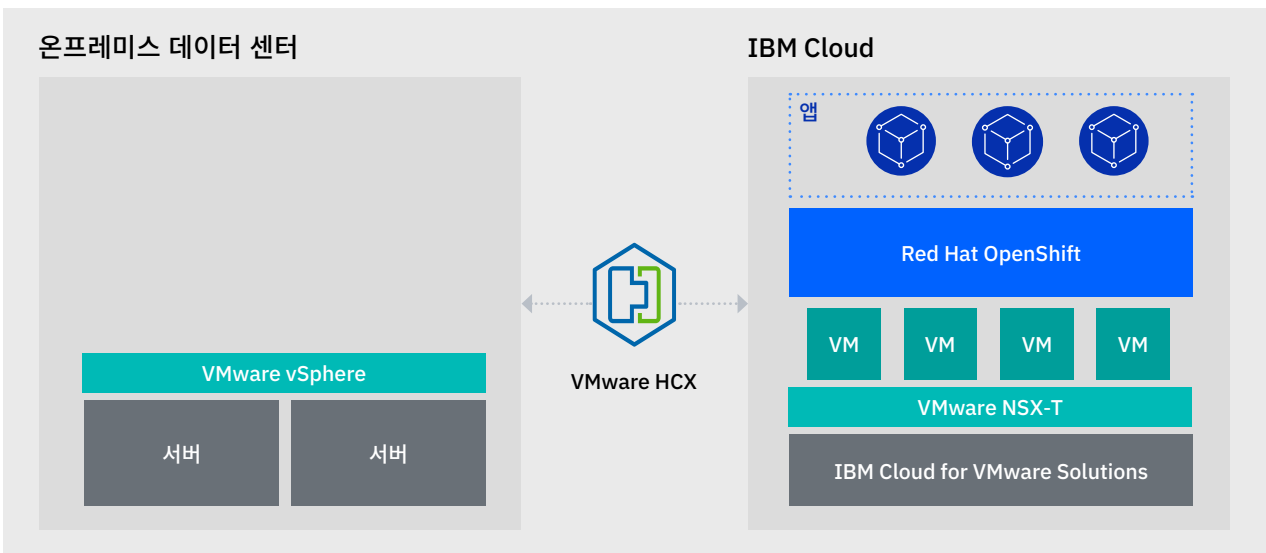 온프레미스 데이터 센터
VMware vSphere
서버
서버
VMware HCX
IBM Cloud
앱
Red Hat OpenShift
VM
VM
VM
VM
VMware NSX-T
IBM Cloud for VMware Solutions